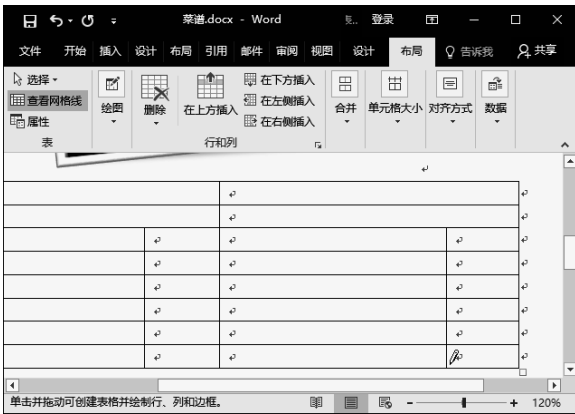 菜谱.docx - Word
登录
文件 开始 插入 设计 布局 引用 邮件 审阅 视图 设计 布局 告诉我 共享
选择
查看网格线
属性
表
绘图
删除
在上方插入
在下方插入
在左侧插入
在右侧插入
行和列
合并
单元格大小
对齐方式
数据
单击并拖动可创建表格并绘制行、列和边框。
120%